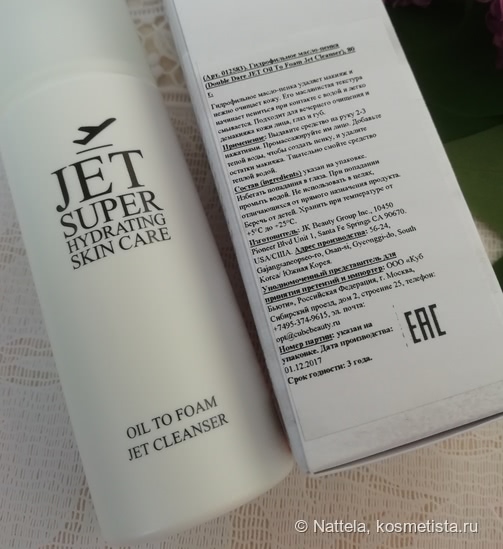 JET
SUPER
HYDRATING
SKIN CARE
OIL TO FOAM
JET CLEANSER
(Арт. 012583). Гидрофильное масло-пенка
(Double Dare JET Oil To Foam Jet Cleanser), 80
г.
Гидрофильное масло-пенка удаляет макияж и
нежно очищает кожу. Его маслянистая текстура
начинает пениться при контакте с водой и легко
смывается. Подходит для вечернего очищения и
демакияжа кожи лица, глаз и губ.
Применение: Выдавите средство на руку 2-3
нажатиями. Промассажируйте им лицо. Добавьте
теплой воды, чтобы создать пенку, и удалите
остатки макияжа. Тщательно смойте средство
теплой водой.
Состав (ingredients) указан на упаковке.
Избегать попадания в глаза. При попадании
промыть водой. Не использовать в целях,
отличающихся от прямого назначения продукта.
Беречь от детей. Хранить при температуре от
+5°С до +25°С.
Изготовитель: JK Beauty Group Inc., 10450
Pioneer Blvd Unit 1, Santa Fe Springs CA 90670.
USA/США. Адрес производства: 56-24,
Gajangsaneopseo-ro, Osan-si, Gyeonggi-do, South
Korea/ Южная Корея.
Уполномоченный представитель для
принятия претензий и импортер: ООО «Куб
Бьюти», Российская Федерация, г. Москва,
Сибирский проезд, дом 2, строение 25, телефон:
+7495-374-9615, эл. почта:
opt@cubebeauty.ru
Номер партии: указан на
упаковке. Дата производства:
01.12.2017
Срок годности: 3 года.
EAC
© Nattela, kosmetista.ru